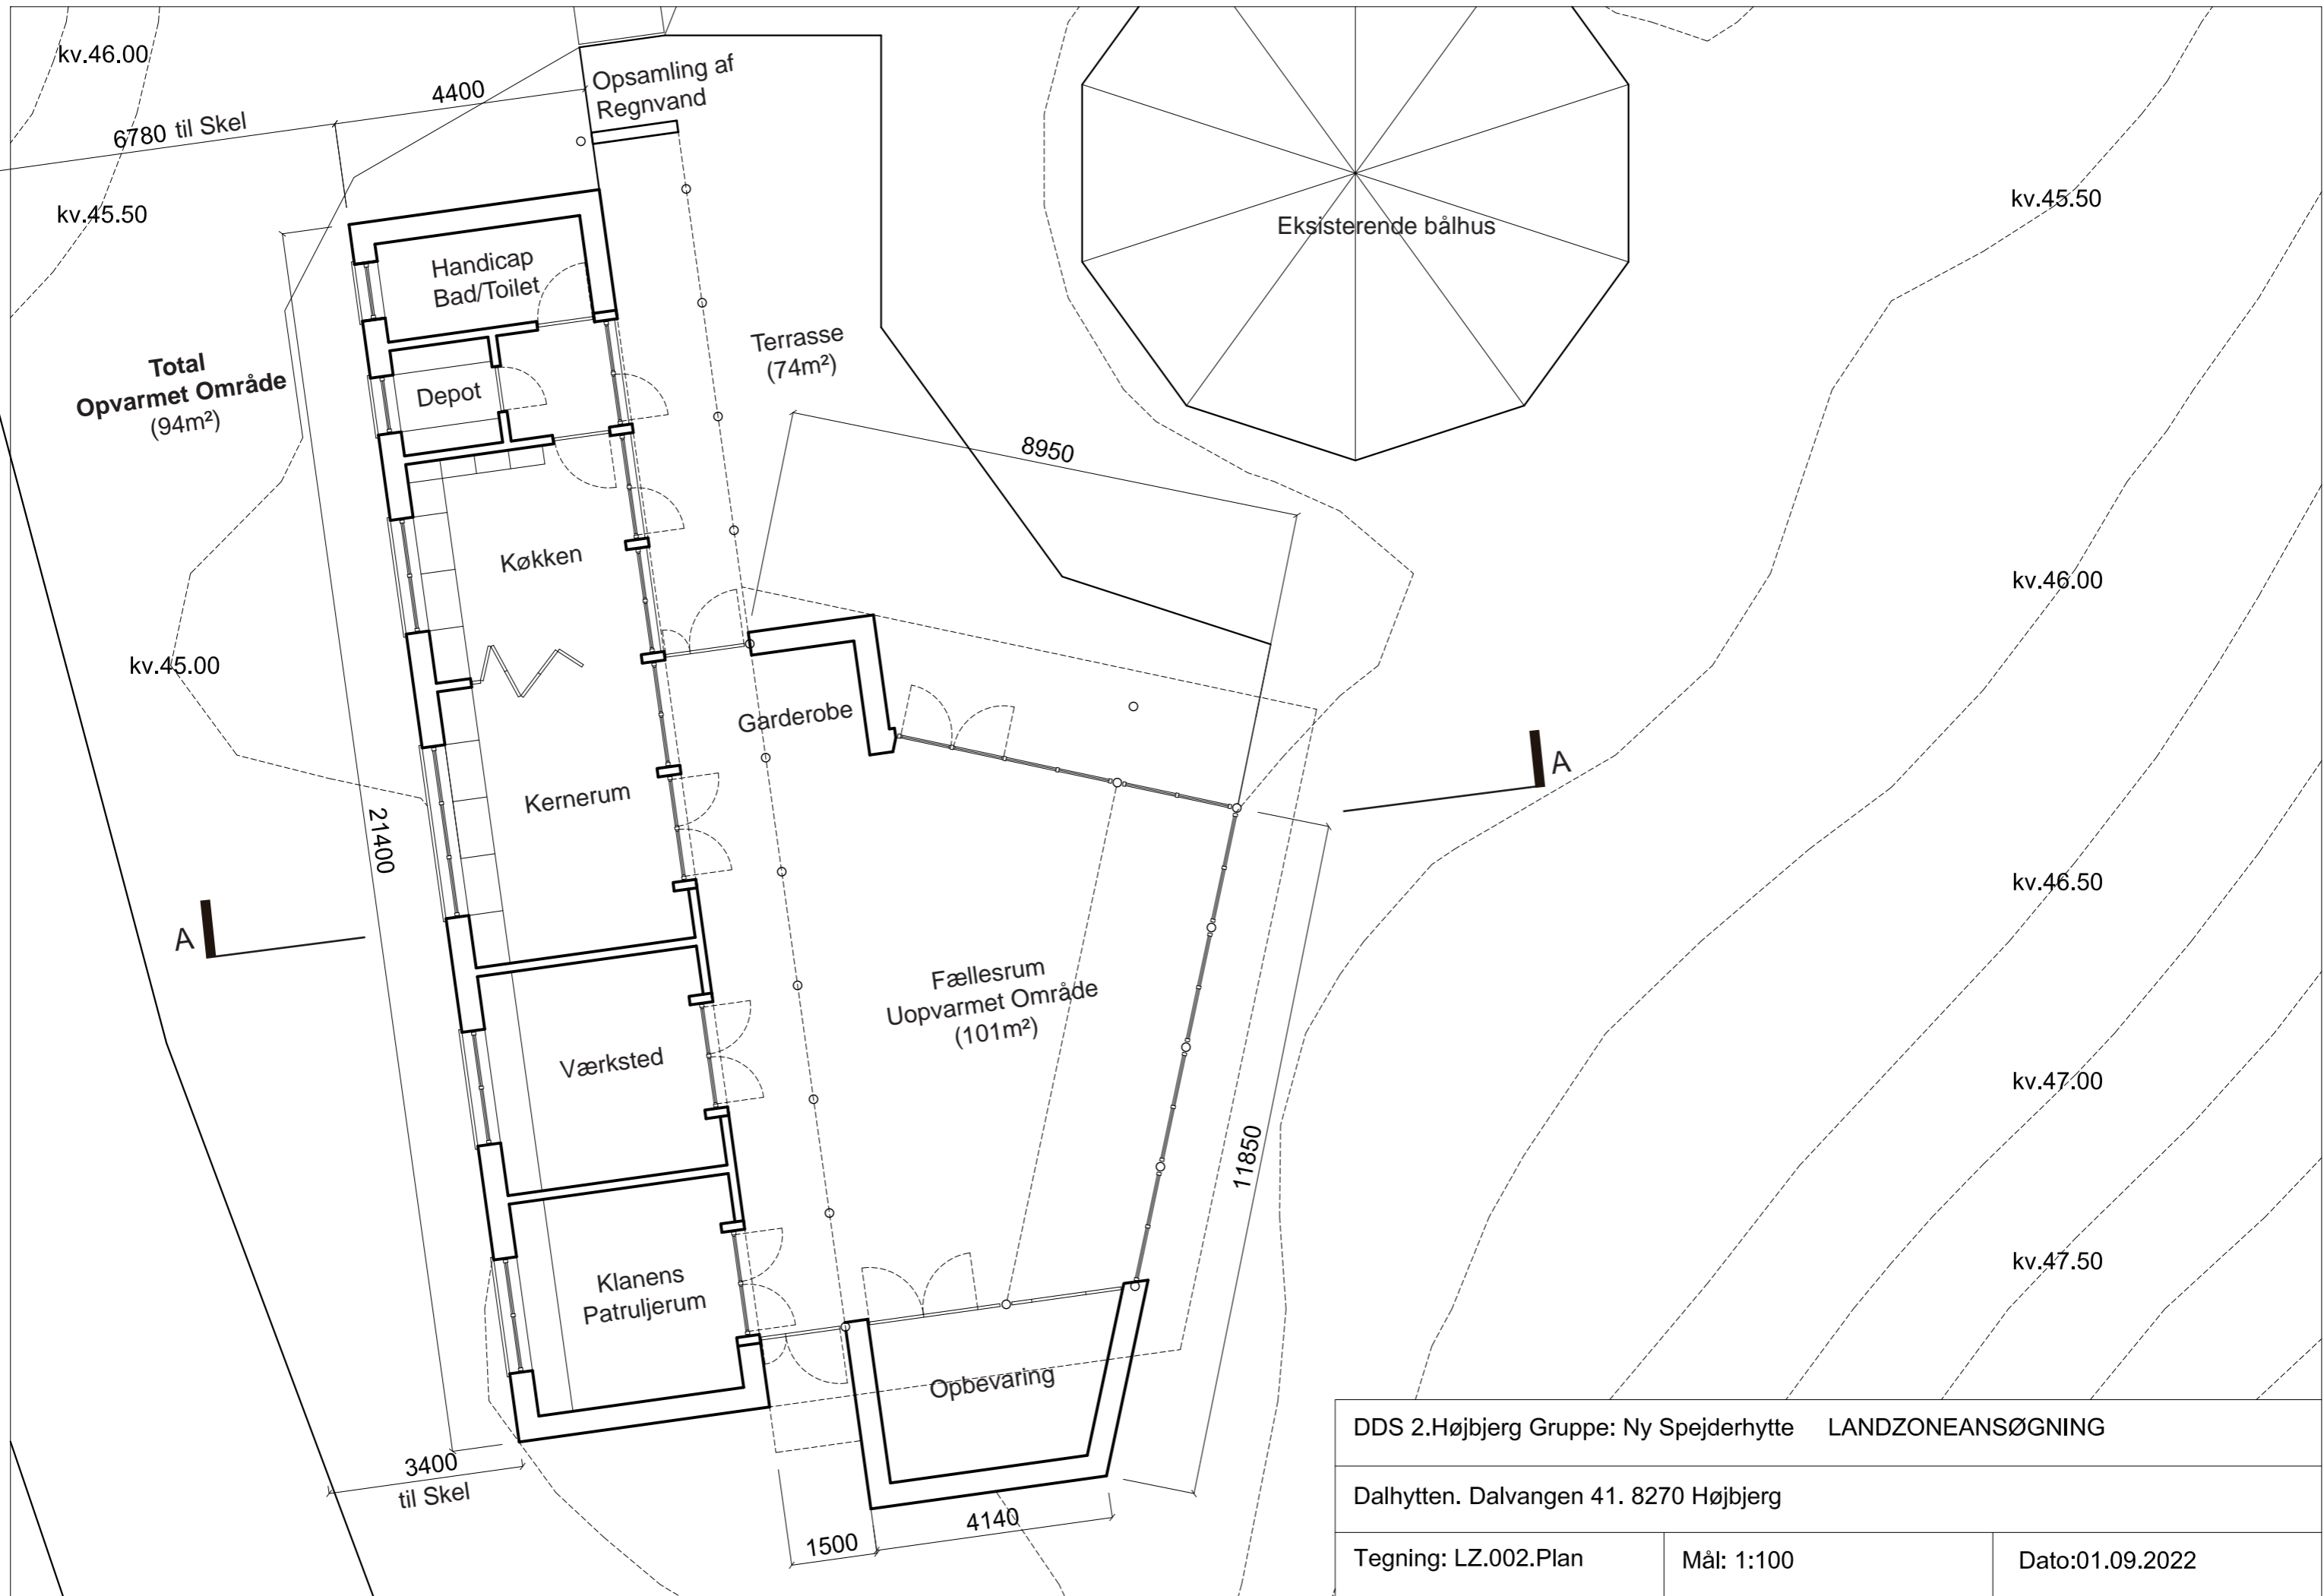 kv.46.00
4400
Opsamling af
Regnvand
6780 til Skel
kv.45.50
kv.45.50
Eksisterende bålhus
Handicap
Bad/Toilet
Terrasse
(74m²)
Total
Opvarmet Område
(94m²)
Depot
8950
Køkken
kv.46.00
kv.45.00
Garderobe
A
Kernerum
21400
kv.46.50
A
Fællesrum
Uopvarmet Område
(101m²)
Værksted
kv.47.00
11850
kv.47.50
Klanens
Patruljerum
Opbevaring
3400
til Skel
1500
4140
DDS 2.Højbjerg Gruppe: Ny Spejderhytte LANDZONEANSØGNING
Dalhytten. Dalvangen 41. 8270 Højbjerg
Tegning: LZ.002.Plan
Mål: 1:100
Dato:01.09.2022